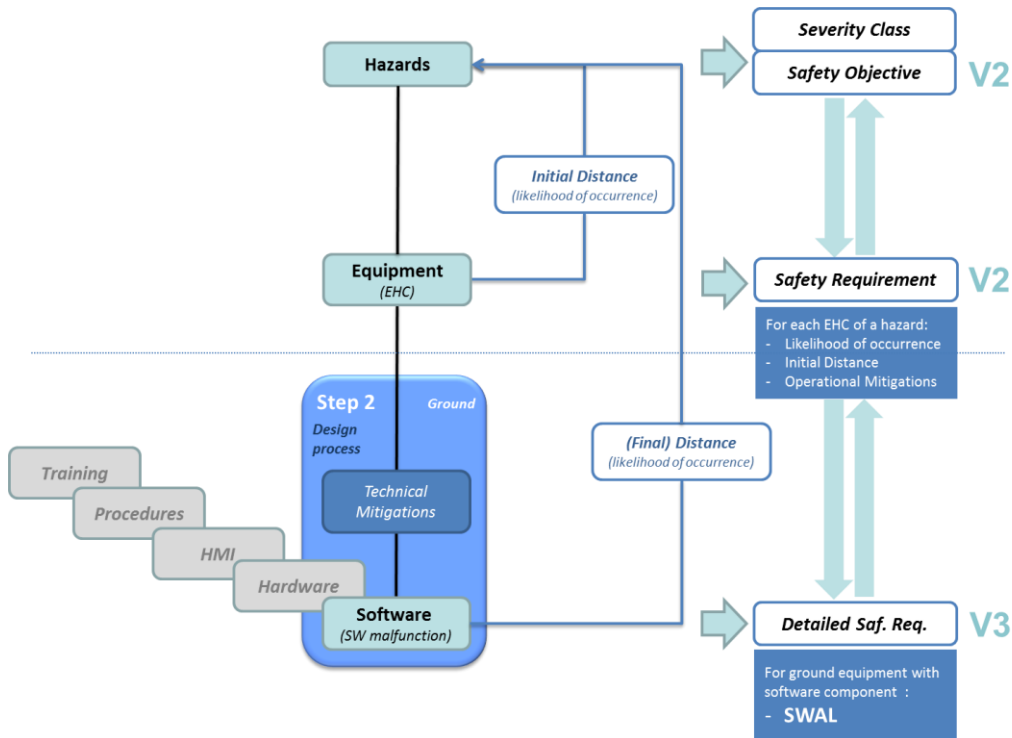 Severity Class
Hazards
Safety Objective
V2
Initial Distance
(likelihood of occurrence)
Equipment
(EHC)
Safety Requirement
V2
For each EHC of a hazard:
- Likelihood of occurrence
- Initial Distance
- Operational Mitigations
Step 2
Ground
Design
process
(Final) Distance
(likelihood of occurrence)
Training
Technical
Mitigations
Procedures
HMI
Hardware
Software
(SW malfunction)
Detailed Saf. Req.
V3
For ground equipment with
software component :
- SWAL